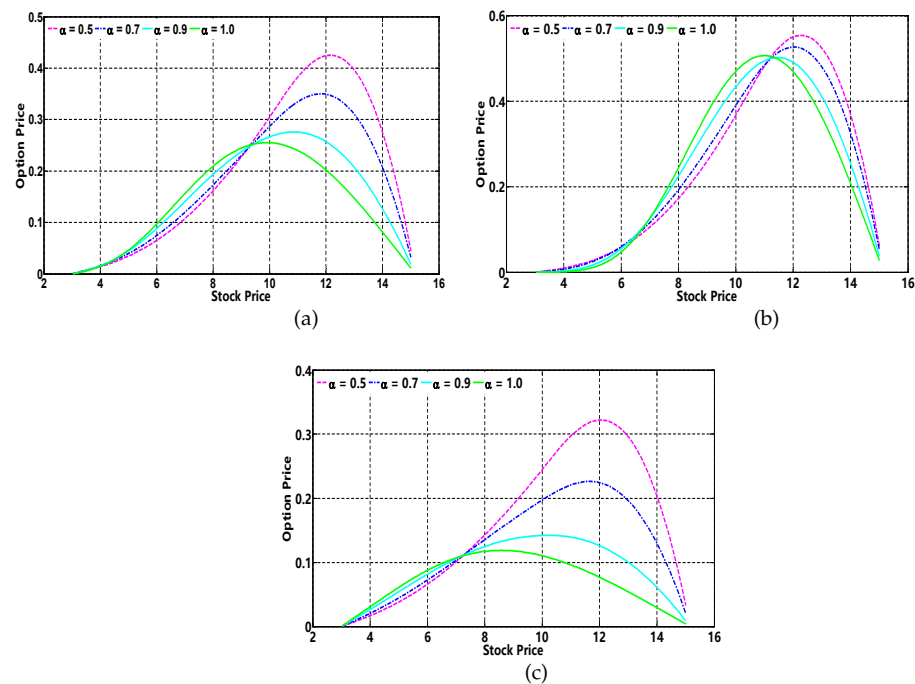 0.5
α = 0.5 α = 0.7 α = 0.9 α = 1.0
0.4
0.3
0.2
0.1
0
Option Price
2 4 6 8 10 12 14 16
Stock Price
(a)
0.6
α = 0.5 α = 0.7 α = 0.9 α = 1.0
0.4
0.2
0
Option Price
2 4 6 8 10 12 14 16
Stock Price
(b)
0.4
α = 0.5 α = 0.7 α = 0.9 α = 1.0
0.3
0.2
0.1
0
Option Price
2 4 6 8 10 12 14 16
Stock Price
(c)